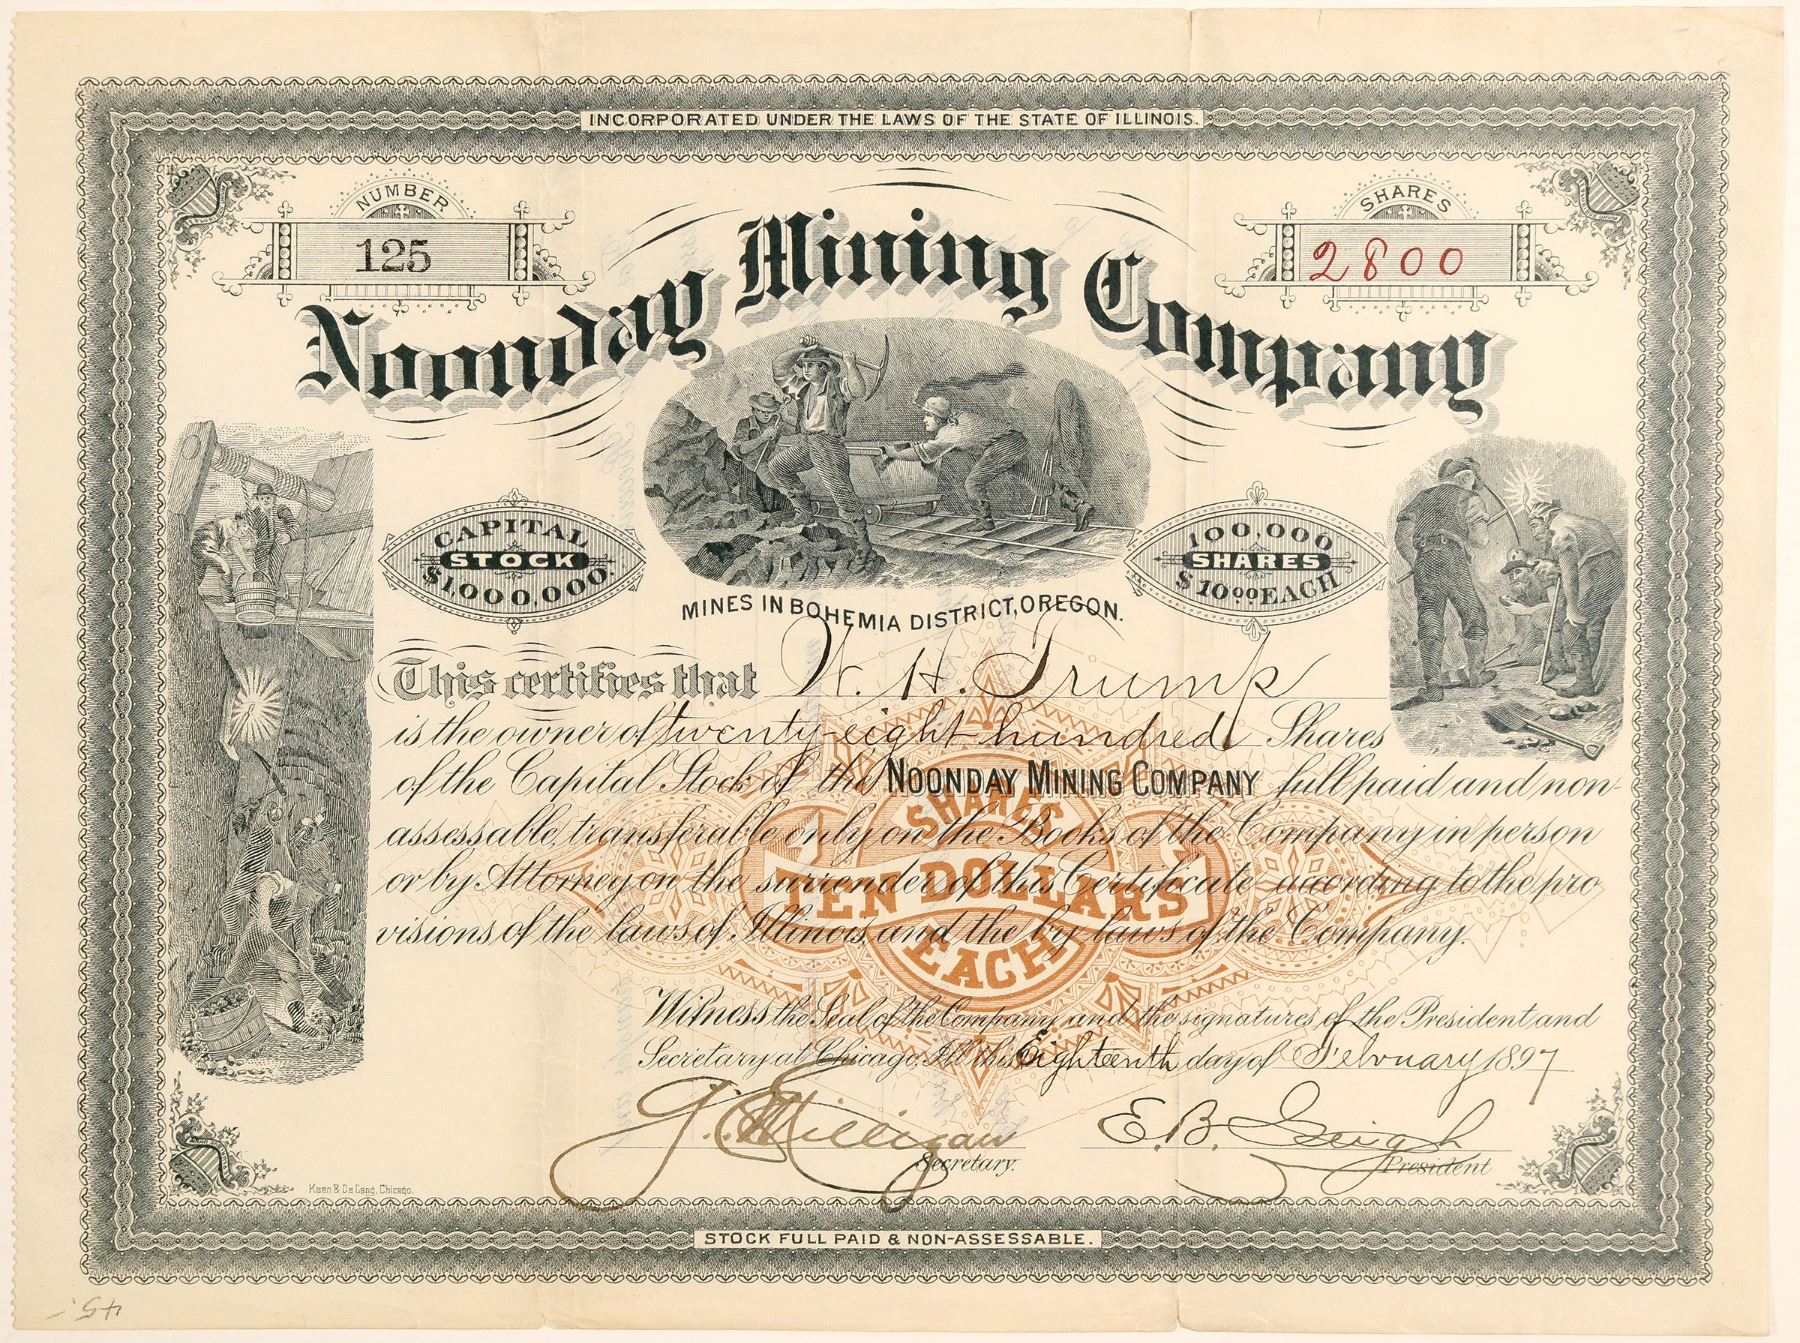 INCORPORATED UNDER THE LAWS OF THE STATE OF ILLINOIS.
NUMBER
125
SHARES
2800
Noonday Mining Company
CAPITAL
STOCK
$1,000,000.
100,000
SHARES
$10.00 EACH
MINES IN BOHEMIA DISTRICT, OREGON.
This certifies that W. H. Trump
is the owner of twenty-eight hundred Shares
of the Capital Stock of the NOONDAY MINING COMPANY full paid and non-
assessable, transferable only on the Books of the Company in person
or by Attorney on the surrender of this Certificate according to the pro
visions of the laws of Illinois, and the by laws of the Company.
SHARES
TEN DOLLARS
EACH
Witness the Seal of the Company and the signatures of the President and
Secretary at Chicago, Ill. this Eighteenth day of February 1897
J. C. Milligan
Secretary.
E. B. Geigh
President
STOCK FULL PAID & NON-ASSESSABLE.